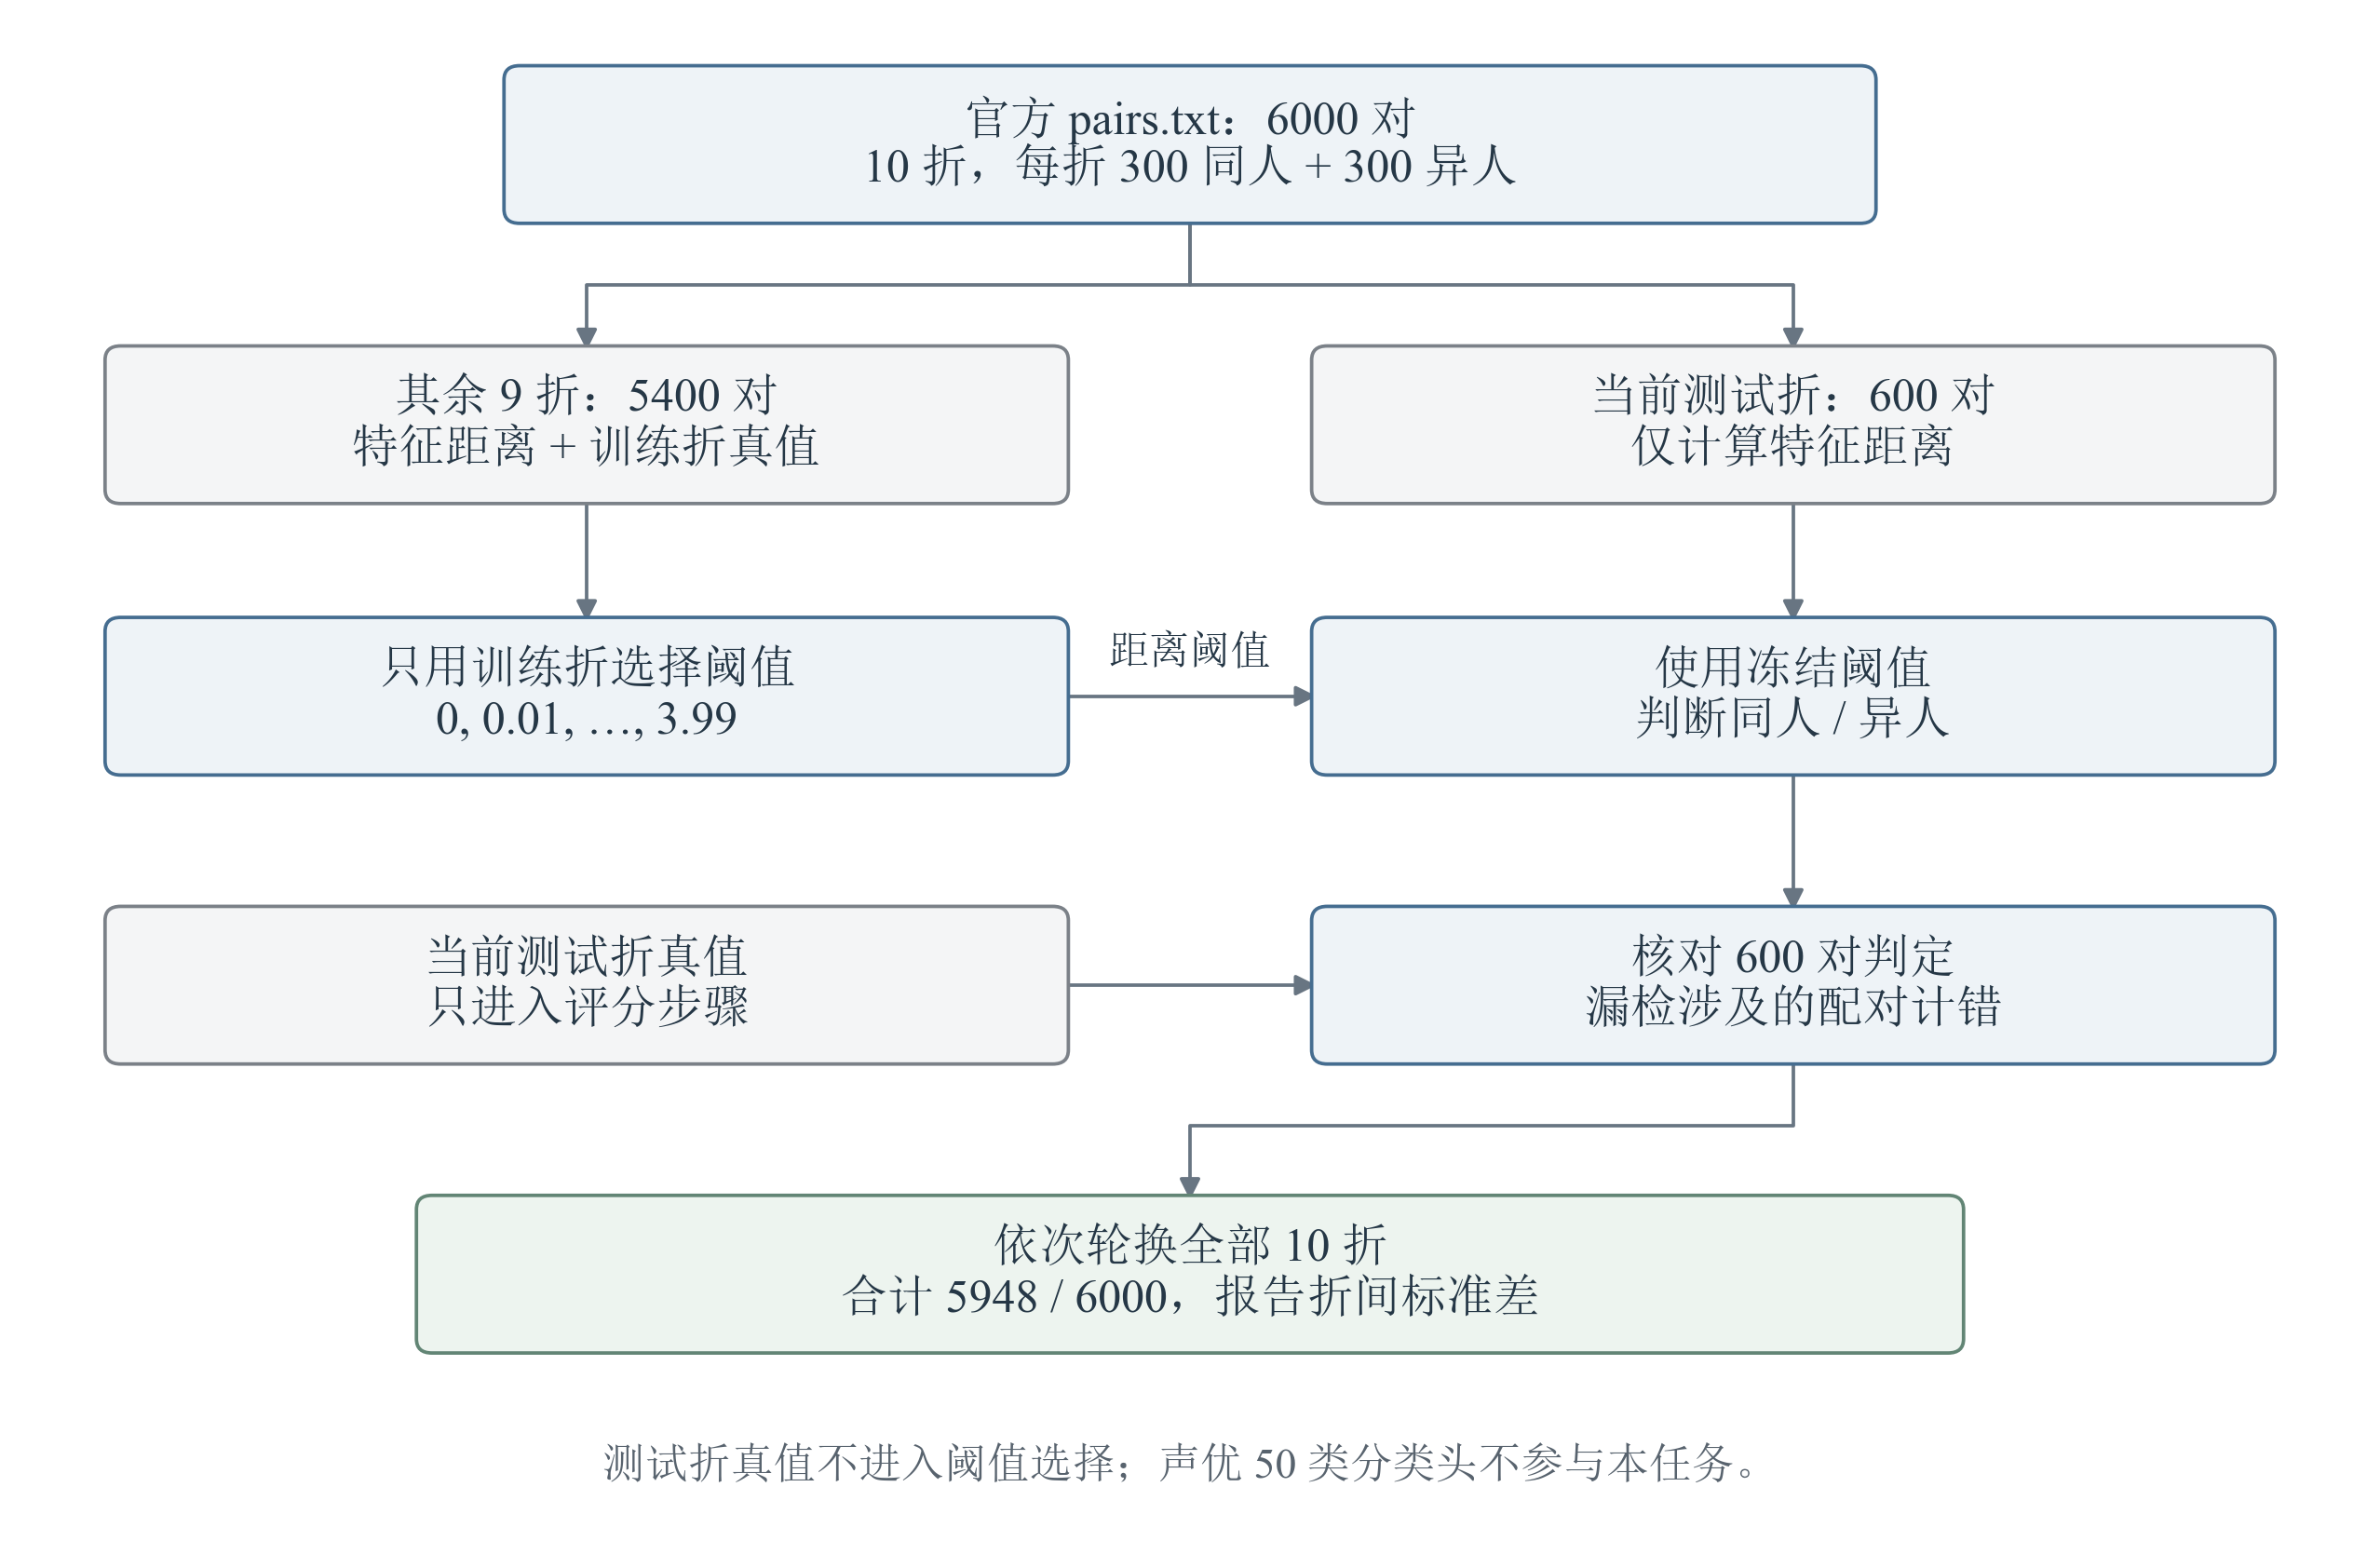 官方 pairs.txt：6000 对
10 折，每折 300 同人 + 300 异人
其余 9 折：5400 对
特征距离 + 训练折真值
当前测试折：600 对
仅计算特征距离
只用训练折选择阈值
0, 0.01, …, 3.99
距离阈值
使用冻结阈值
判断同人 / 异人
当前测试折真值
只进入评分步骤
核对 600 对判定
漏检涉及的配对计错
依次轮换全部 10 折
合计 5948 / 6000，报告折间标准差
测试折真值不进入阈值选择；声优 50 类分类头不参与本任务。